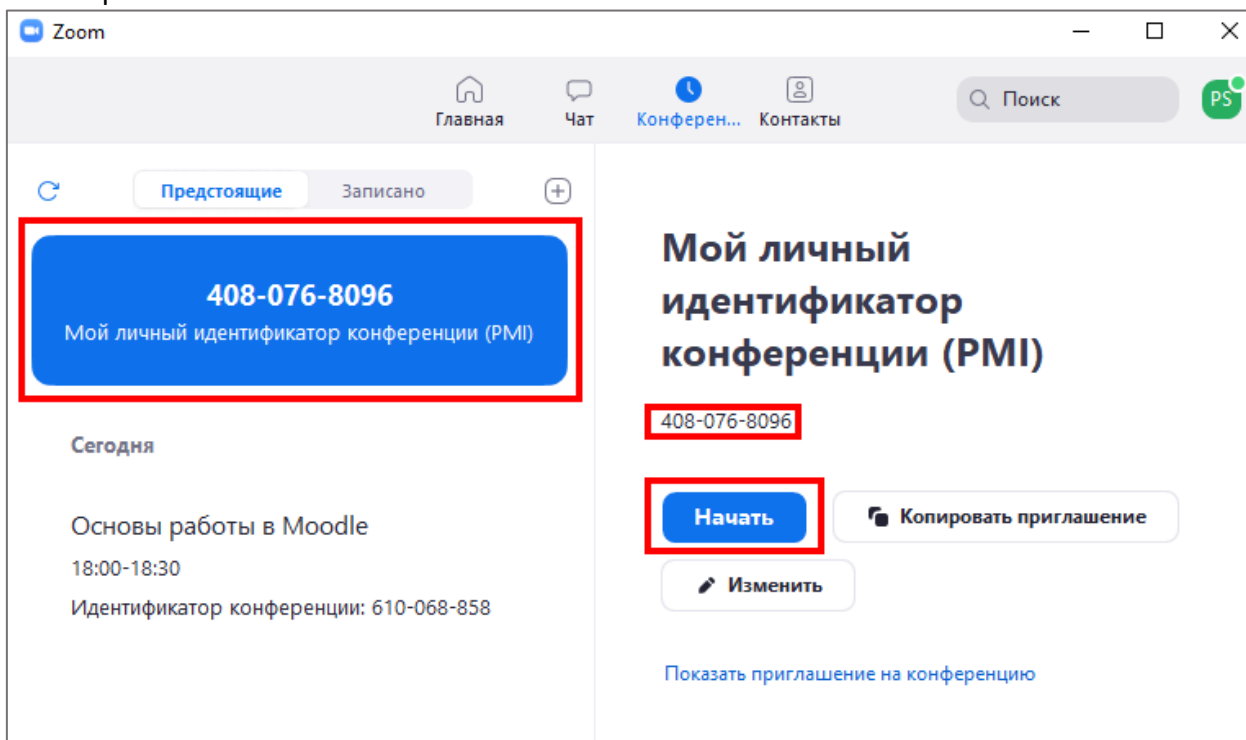 Zoom
Главная
Чат
Конферен...
Контакты
Поиск
PS
Предстоящие
Записано
408-076-8096
Мой личный идентификатор конференции (PMI)
Сегодня
Основы работы в Moodle
18:00-18:30
Идентификатор конференции: 610-068-858
Мой личный
идентификатор
конференции (PMI)
408-076-8096
Начать
Копировать приглашение
Изменить
Показать приглашение на конференцию